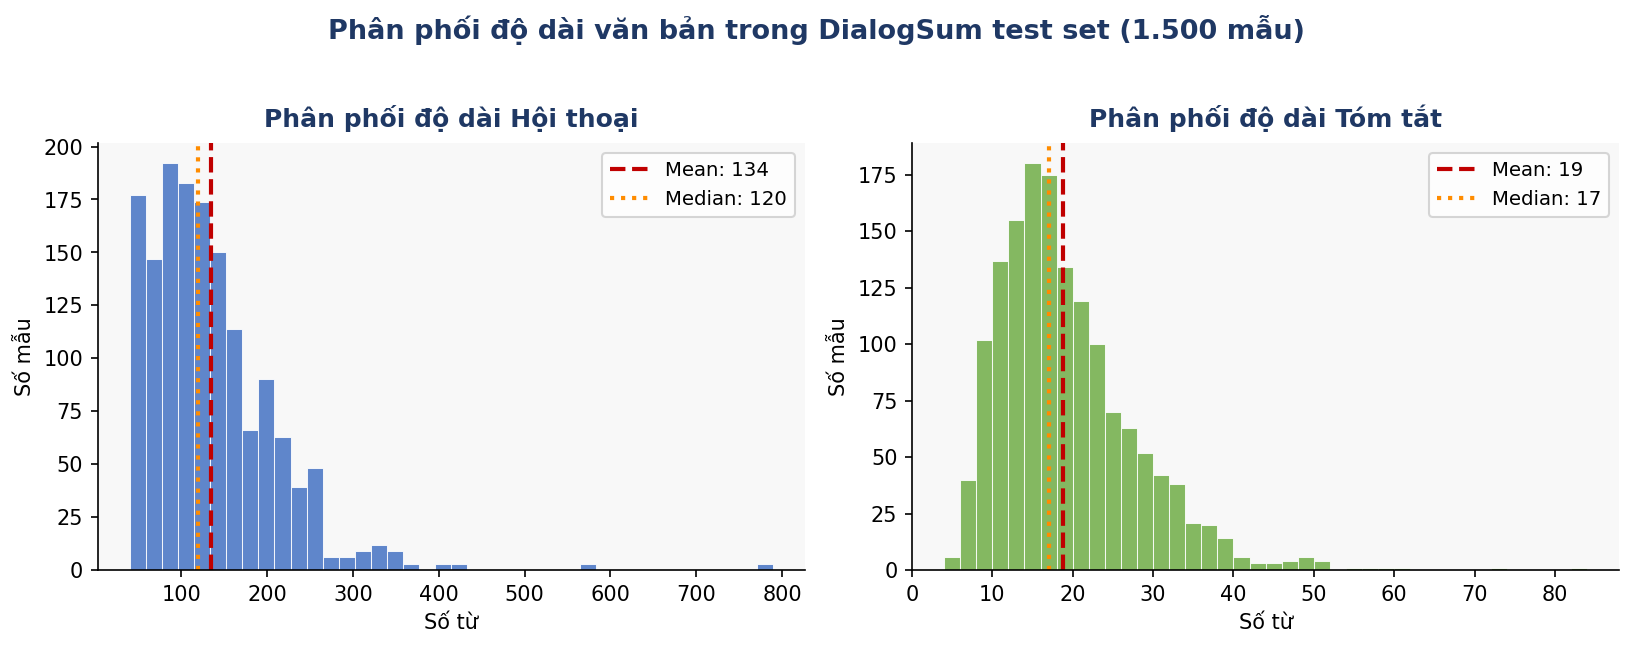 Phân phối độ dài văn bản trong DialogSum test set (1.500 mẫu)
Phân phối độ dài Hội thoại
Mean: 134
Median: 120
Số mẫu
200
175
150
125
100
75
50
25
0
100 200 300 400 500 600 700 800
Số từ
Phân phối độ dài Tóm tắt
Mean: 19
Median: 17
Số mẫu
175
150
125
100
75
50
25
0
0 10 20 30 40 50 60 70 80
Số từ